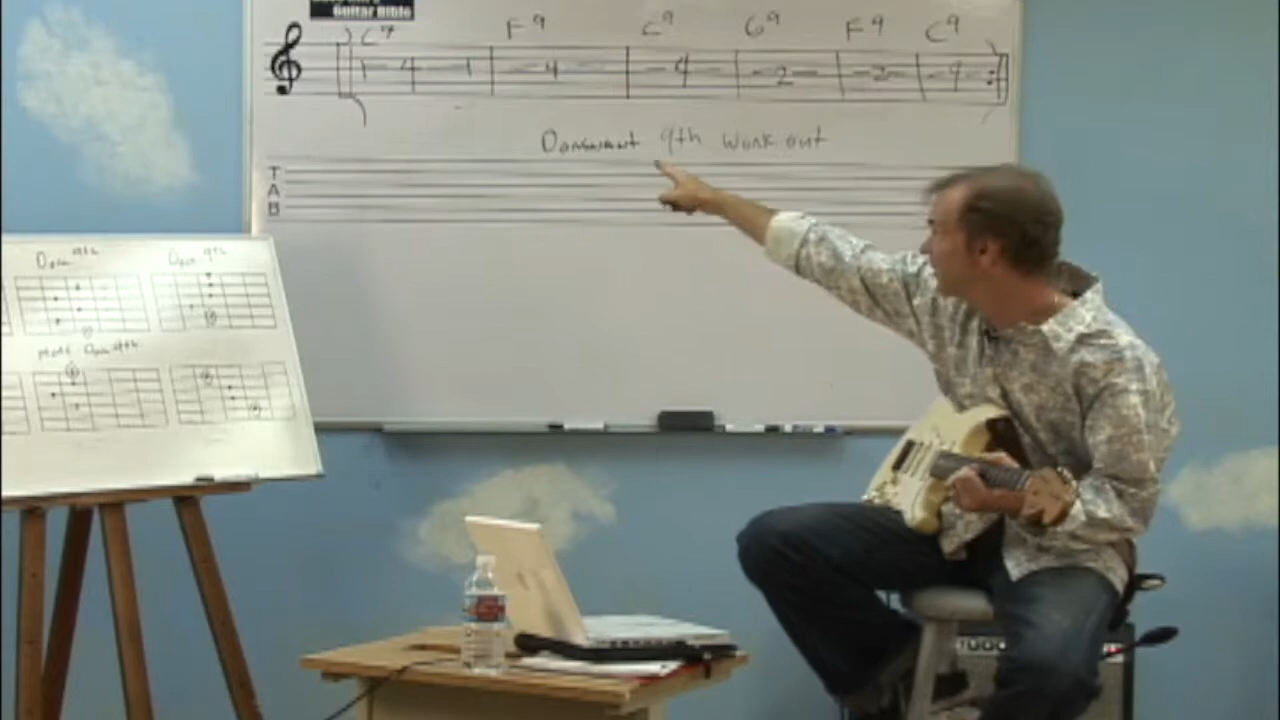 Guitar Bible
C9 F9 C9 G9 F9 C9
4 4 4 2 2 4
Dominant 9th Work out
T
A
B
Dom 9th Dom 9th
more Dom 9th